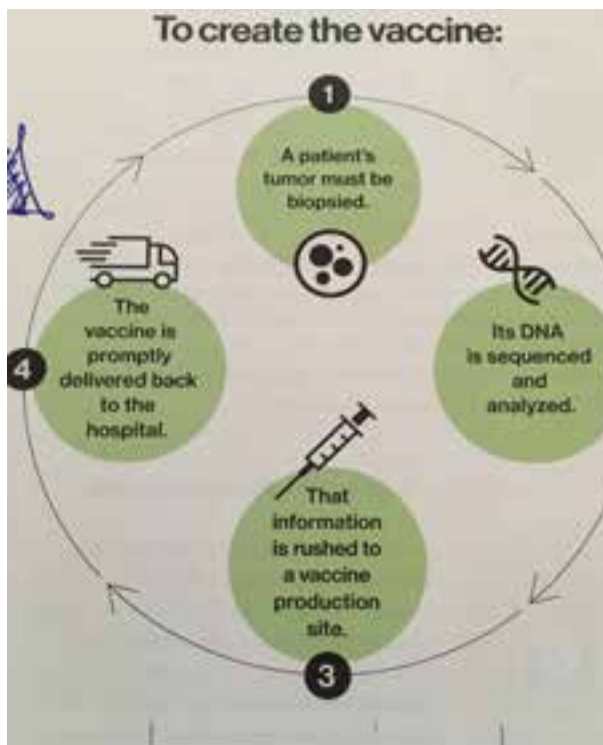 To create the vaccine:
1
A patient's
tumor must be
biopsied.
Its DNA
is sequenced
and
analyzed.
That
information
is rushed to
a vaccine
production
site.
3
The
vaccine is
promptly
delivered back
to the
hospital.
4